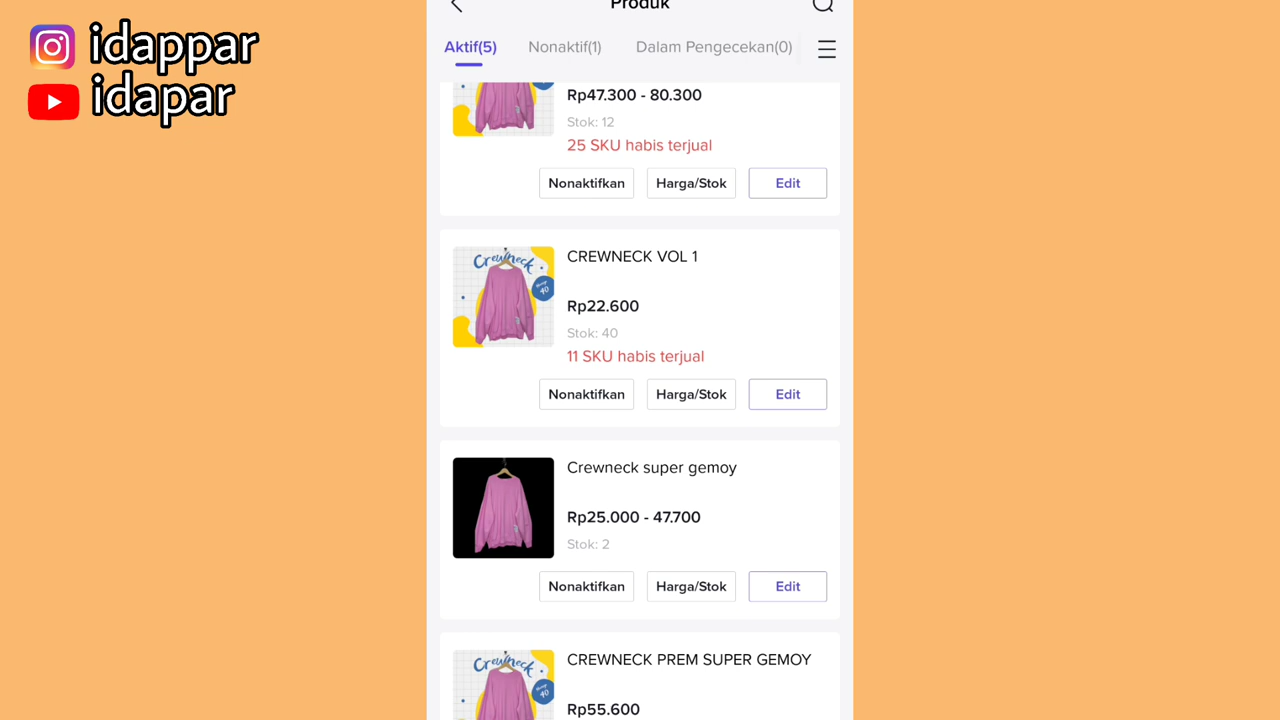 idappar
idapar
Produk
Aktif(5)
Nonaktif(1)
Dalam Pengecekan(0)
Rp47.300 - 80.300
Stok: 12
25 SKU habis terjual
Nonaktifkan
Harga/Stok
Edit
Crewneck
40
CREWNECK VOL 1
Rp22.600
Stok: 40
11 SKU habis terjual
Nonaktifkan
Harga/Stok
Edit
Crewneck super gemoy
Rp25.000 - 47.700
Stok: 2
Nonaktifkan
Harga/Stok
Edit
Crewneck
40
CREWNECK PREM SUPER GEMOY
Rp55.600